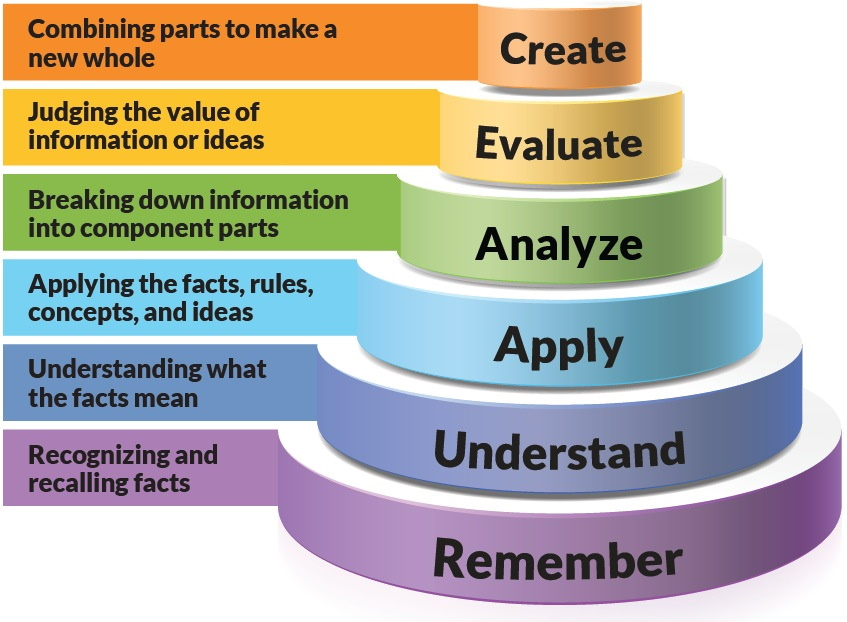 Combining parts to make a
new whole
Create
Judging the value of
information or ideas
Evaluate
Breaking down information
into component parts
Analyze
Applying the facts, rules,
concepts, and ideas
Apply
Understanding what
the facts mean
Understand
Recognizing and
recalling facts
Remember